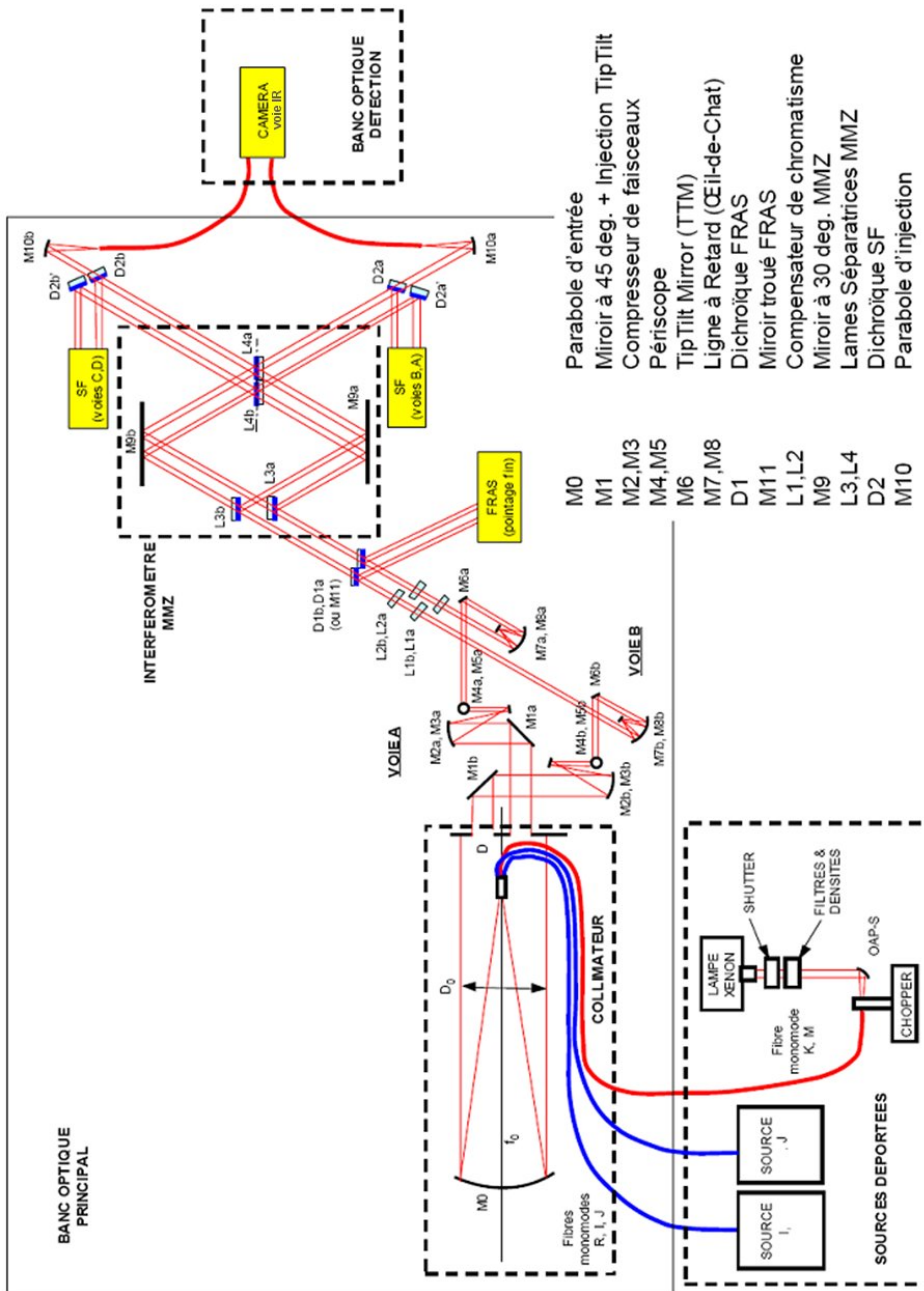 BANC OPTIQUE
PRINCIPAL
M0
f0
D0
D
Fibres
monomodes
R, I, J
COLLIMATEUR
M1b
M1a
VOIE A
M2a, M3a
M4a, M5a
M6a
M7a, M8a
M2b, M3b
M4b, M5b
M6b
M7b, M8b
VOIE B
L1b, L1a
L2b, L2a
D1b, D1a
(ou M11)
FRAS
(pointage fin)
INTERFEROMETRE
MMZ
L3b
L3a
M9b
M9a
L4b
L4a
SF
(voies C,D)
SF
(voies B,A)
D2b'
D2b
D2a
D2a'
M10b
M10a
CAMERA
voie IR
BANC OPTIQUE
DETECTION
SOURCE
I,
SOURCE
, J
Fibre
monomode
K, M
LAMPE
XENON
SHUTTER
FILTRES &
DENSITES
OAP-S
CHOPPER
SOURCES DEPORTEES
M0 Parabole d'entrée
M1 Miroir à 45 deg. + Injection TipTilt
M2,M3 Compresseur de faisceaux
M4,M5 Périscope
M6 TipTilt Mirror (TTM)
M7,M8 Ligne à Retard (Œil-de-Chat)
D1 Dichroïque FRAS
M11 Miroir troué FRAS
L1,L2 Compensateur de chromatisme
M9 Miroir à 30 deg. MMZ
L3,L4 Lames Séparatrices MMZ
D2 Dichroïque SF
M10 Parabole d'injection